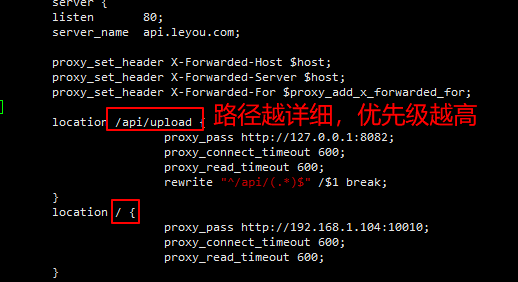 server {
listen       80;
server_name  api.leyou.com;
proxy_set_header X-Forwarded-Host $host;
proxy_set_header X-Forwarded-Server $host;
proxy_set_header X-Forwarded-For $proxy_add_x_forwarded_for;
location /api/upload { 路径越详细，优先级越高
proxy_pass http://127.0.0.1:8082;
proxy_connect_timeout 600;
proxy_read_timeout 600;
rewrite "^/api/(.*)$" /$1 break;
}
location / {
proxy_pass http://192.168.1.104:10010;
proxy_connect_timeout 600;
proxy_read_timeout 600;
}